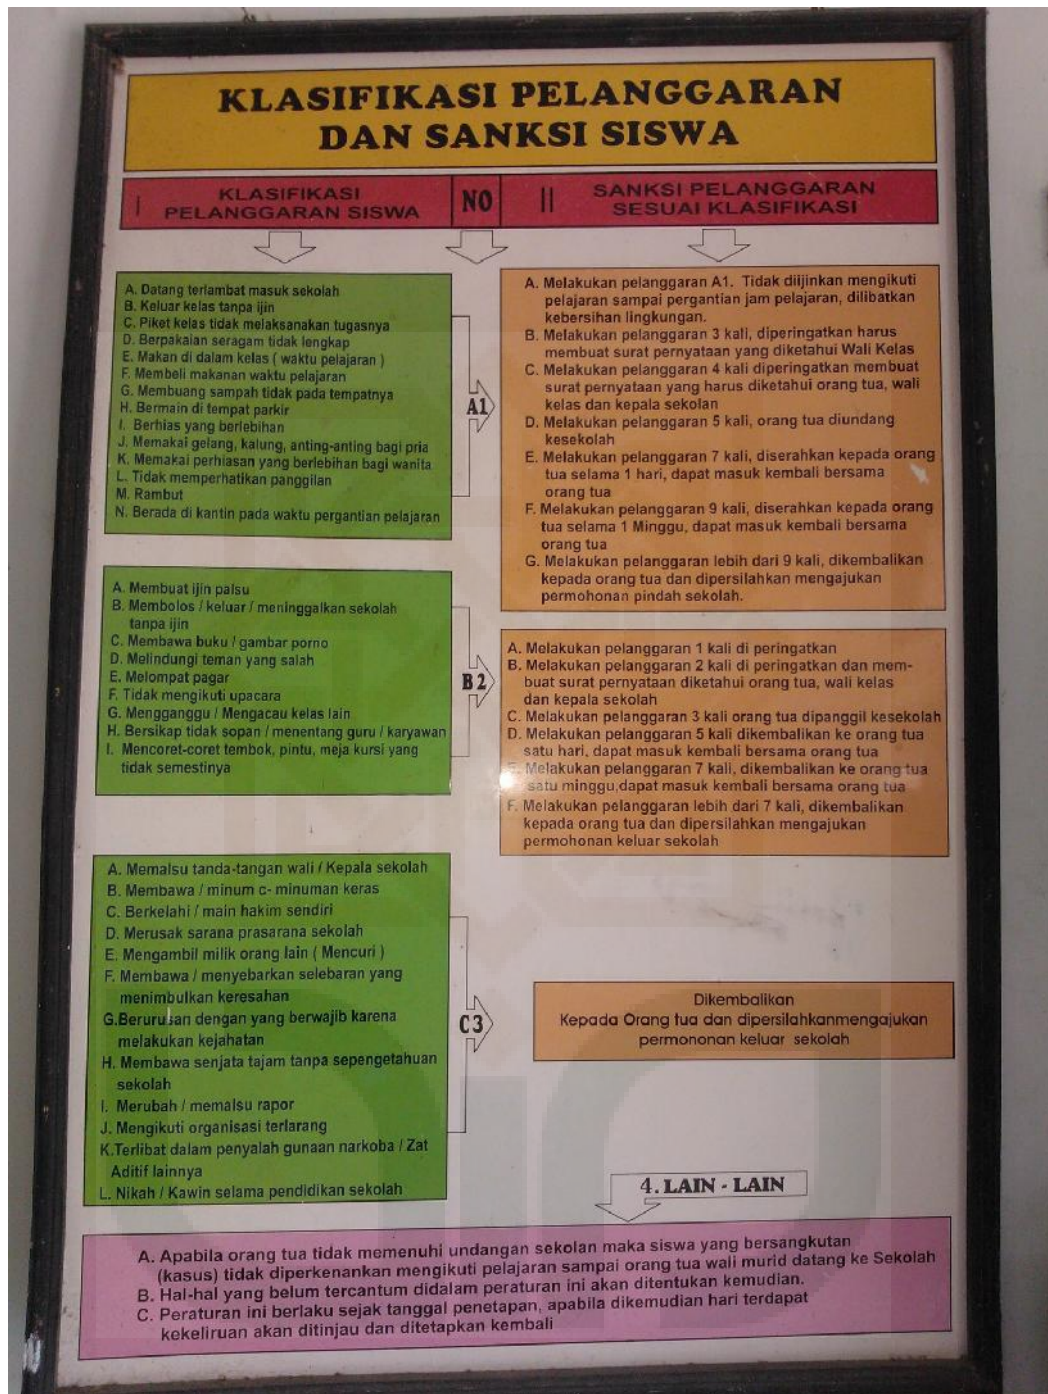 KLASIFIKASI PELANGGARAN
DAN SANKSI SISWA
I KLASIFIKASI
PELANGGARAN SISWA
NO
II SANKSI PELANGGARAN
SESUAI KLASIFIKASI
A. Datang terlambat masuk sekolah
B. Keluar kelas tanpa ijin
C. Piket kelas tidak melaksanakan tugasnya
D. Berpakaian seragam tidak lengkap
E. Makan di dalam kelas ( waktu pelajaran )
F. Membeli makanan waktu pelajaran
G. Membuang sampah tidak pada tempatnya
H. Bermain di tempat parkir
I. Berhias yang berlebihan
J. Memakai gelang, kalung, anting-anting bagi pria
K. Memakai perhiasan yang berlebihan bagi wanita
L. Tidak memperhatikan panggilan
M. Rambut
N. Berada di kantin pada waktu pergantian pelajaran
A1
A. Melakukan pelanggaran A1. Tidak diijinkan mengikuti
pelajaran sampai pergantian jam pelajaran, dilibatkan
kebersihan lingkungan.
B. Melakukan pelanggaran 3 kali, diperingatkan harus
membuat surat pernyataan yang diketahui Wali Kelas
C. Melakukan pelanggaran 4 kali diperingatkan membuat
surat pernyataan yang harus diketahui orang tua, wali
kelas dan kepala sekolan
D. Melakukan pelanggaran 5 kali, orang tua diundang
kesekolah
E. Melakukan pelanggaran 7 kali, diserahkan kepada orang
tua selama 1 hari, dapat masuk kembali bersama
orang tua
F. Melakukan pelanggaran 9 kali, diserahkan kepada orang
tua selama 1 Minggu, dapat masuk kembali bersama
orang tua
G. Melakukan pelanggaran lebih dari 9 kali, dikembalikan
kepada orang tua dan dipersilahkan mengajukan
permohonan pindah sekolah.
A. Membuat ijin palsu
B. Membolos / keluar / meninggalkan sekolah
tanpa ijin
C. Membawa buku / gambar porno
D. Melindungi teman yang salah
E. Melompat pagar
F. Tidak mengikuti upacara
G. Mengganggu / Mengacau kelas lain
H. Bersikap tidak sopan / menentang guru / karyawan
I. Mencoret-coret tembok, pintu, meja kursi yang
tidak semestinya
B2
A. Melakukan pelanggaran 1 kali di peringatkan
B. Melakukan pelanggaran 2 kali di peringatkan dan mem-
buat surat pernyataan diketahui orang tua, wali kelas
dan kepala sekolah
C. Melakukan pelanggaran 3 kali orang tua dipanggil kesekolah
D. Melakukan pelanggaran 5 kali dikembalikan ke orang tua
satu hari, dapat masuk kembali bersama orang tua
E. Melakukan pelanggaran 7 kali, dikembalikan ke orang tua
satu minggu,dapat masuk kembali bersama orang tua
F. Melakukan pelanggaran lebih dari 7 kali, dikembalikan
kepada orang tua dan dipersilahkan mengajukan
permohonan keluar sekolah
A. Memalsu tanda-tangan wali / Kepala sekolah
B. Membawa / minum c- minuman keras
C. Berkelahi / main hakim sendiri
D. Merusak sarana prasarana sekolah
E. Mengambil milik orang lain ( Mencuri )
F. Membawa / menyebarkan selebaran yang
menimbulkan keresahan
G.Berurusan dengan yang berwajib karena
melakukan kejahatan
H. Membawa senjata tajam tanpa sepengetahuan
sekolah
I. Merubah / memalsu rapor
J. Mengikuti organisasi terlarang
K.Terlibat dalam penyalah gunaan narkoba / Zat
Aditif lainnya
L. Nikah / Kawin selama pendidikan sekolah
C3
Dikembalikan
Kepada Orang tua dan dipersilahkanmengajukan
permononan keluar sekolah
4. LAIN - LAIN
A. Apabila orang tua tidak memenuhi undangan sekolan maka siswa yang bersangkutan
(kasus) tidak diperkenankan mengikuti pelajaran sampai orang tua wali murid datang ke Sekolah
B. Hal-hal yang belum tercantum didalam peraturan ini akan ditentukan kemudian.
C. Peraturan ini berlaku sejak tanggal penetapan, apabila dikemudian hari terdapat
kekeliruan akan ditinjau dan ditetapkan kembali